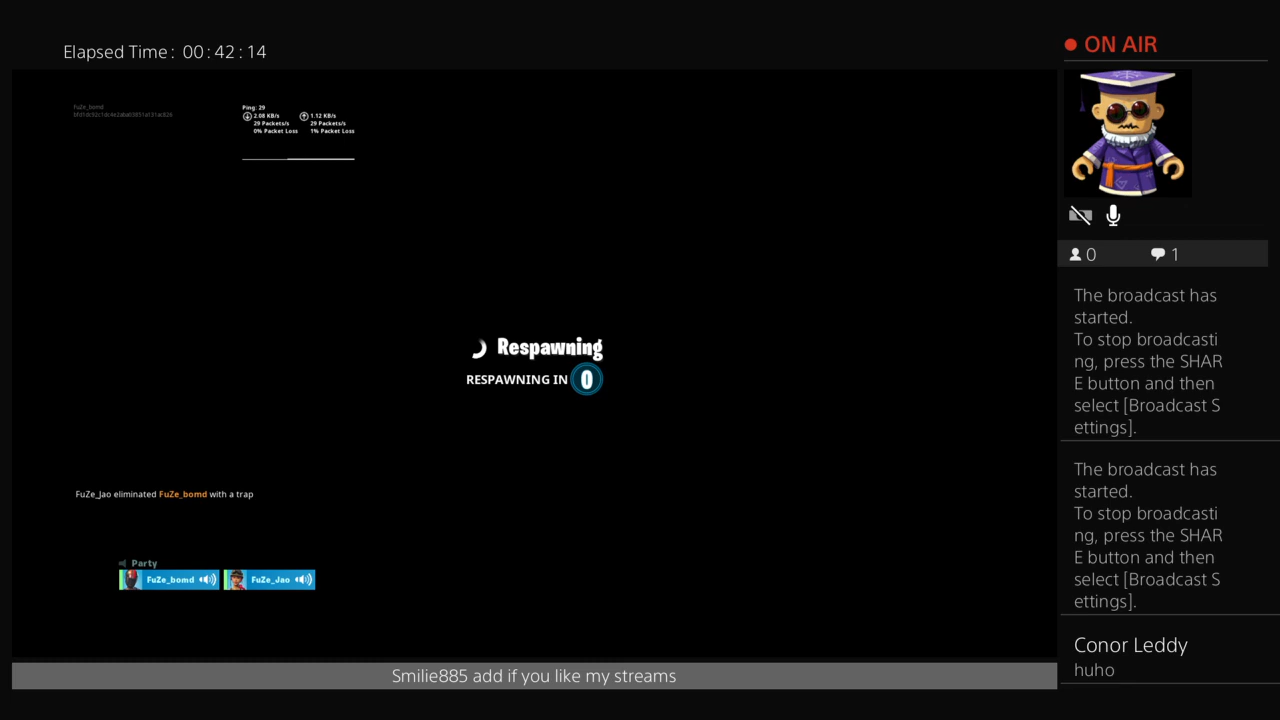 Elapsed Time: 00:42:14
ON AIR
FuZe_bomd
Ping: 29
2.08 KB/s
29 Packets/s
0% Packet Loss
1.12 KB/s
29 Packets/s
1% Packet Loss
0
1
The broadcast has
started.
To stop broadcasti
ng, press the SHAR
E button and then
select [Broadcast S
ettings].
The broadcast has
started.
To stop broadcasti
ng, press the SHAR
E button and then
select [Broadcast S
ettings].
Conor Leddy
huho
Respawning
RESPAWNING IN 0
FuZe_Jao eliminated FuZe_bomd with a trap
Party
FuZe_bomd
FuZe_Jao
Smilie885 add if you like my streams